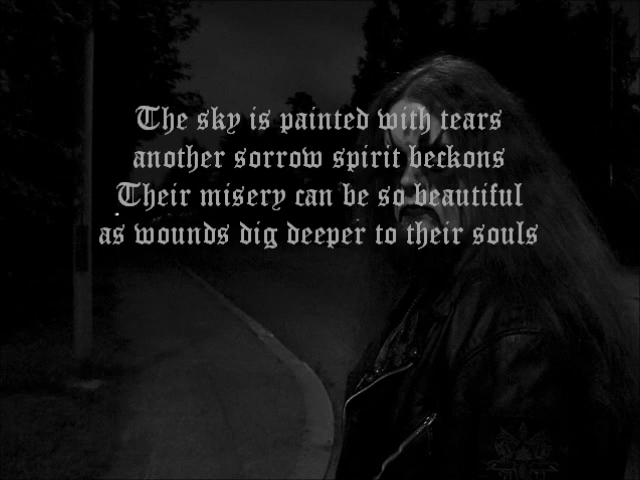 The sky is painted with tears
another sorrow spirit beckons
Their misery can be so beautiful
as wounds dig deeper to their souls